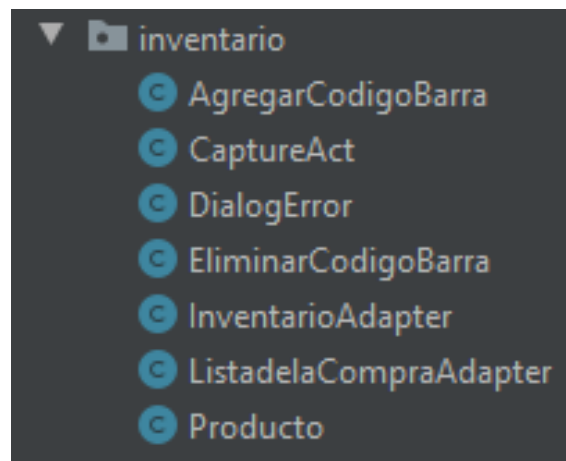 inventario
AgregarCodigoBarra
CaptureAct
DialogError
EliminarCodigoBarra
InventarioAdapter
ListadelaCompraAdapter
Producto